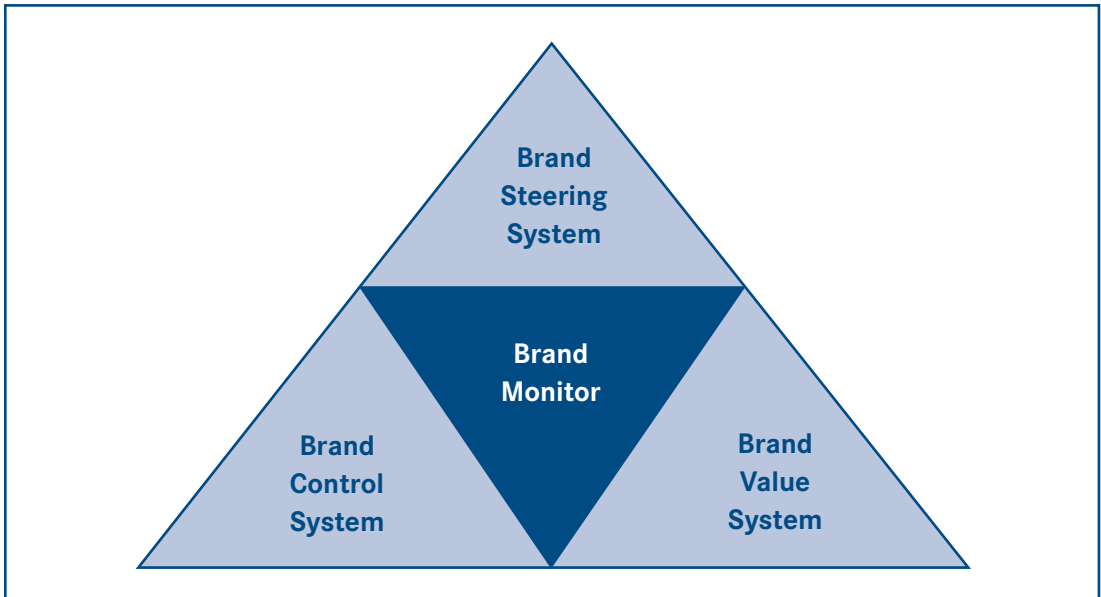 Brand
Steering
System
Brand
Monitor
Brand
Control
System
Brand
Value
System